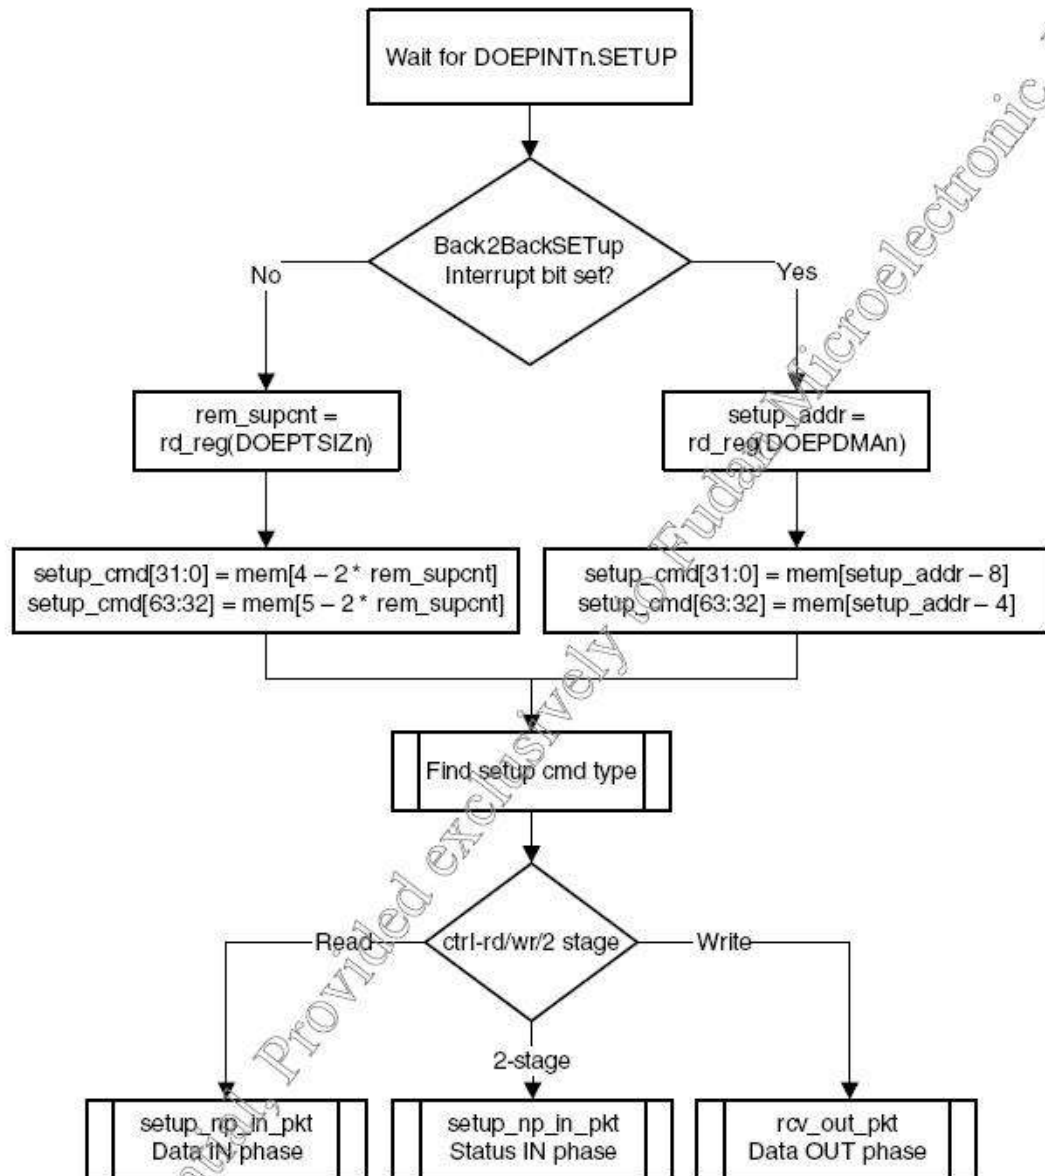 Wait for DOEPINTn.SETUP
Back2BackSETup
Interrupt bit set?
No
Yes
rem_supcnt =
rd_reg(DOEPTSIZn)
setup_addr =
rd_reg(DOEPDMAn)
setup_cmd[31:0] = mem[4 – 2 * rem_supcnt]
setup_cmd[63:32] = mem[5 – 2 * rem_supcnt]
setup_cmd[31:0] = mem[setup_addr – 8]
setup_cmd[63:32] = mem[setup_addr – 4]
Find setup cmd type
ctrl-rd/wr/2 stage
Read
Write
2-stage
setup_np_in_pkt
Data IN phase
setup_np_in_pkt
Status IN phase
rcv_out_pkt
Data OUT phase
Provided exclusively to Fudan Microelectronic